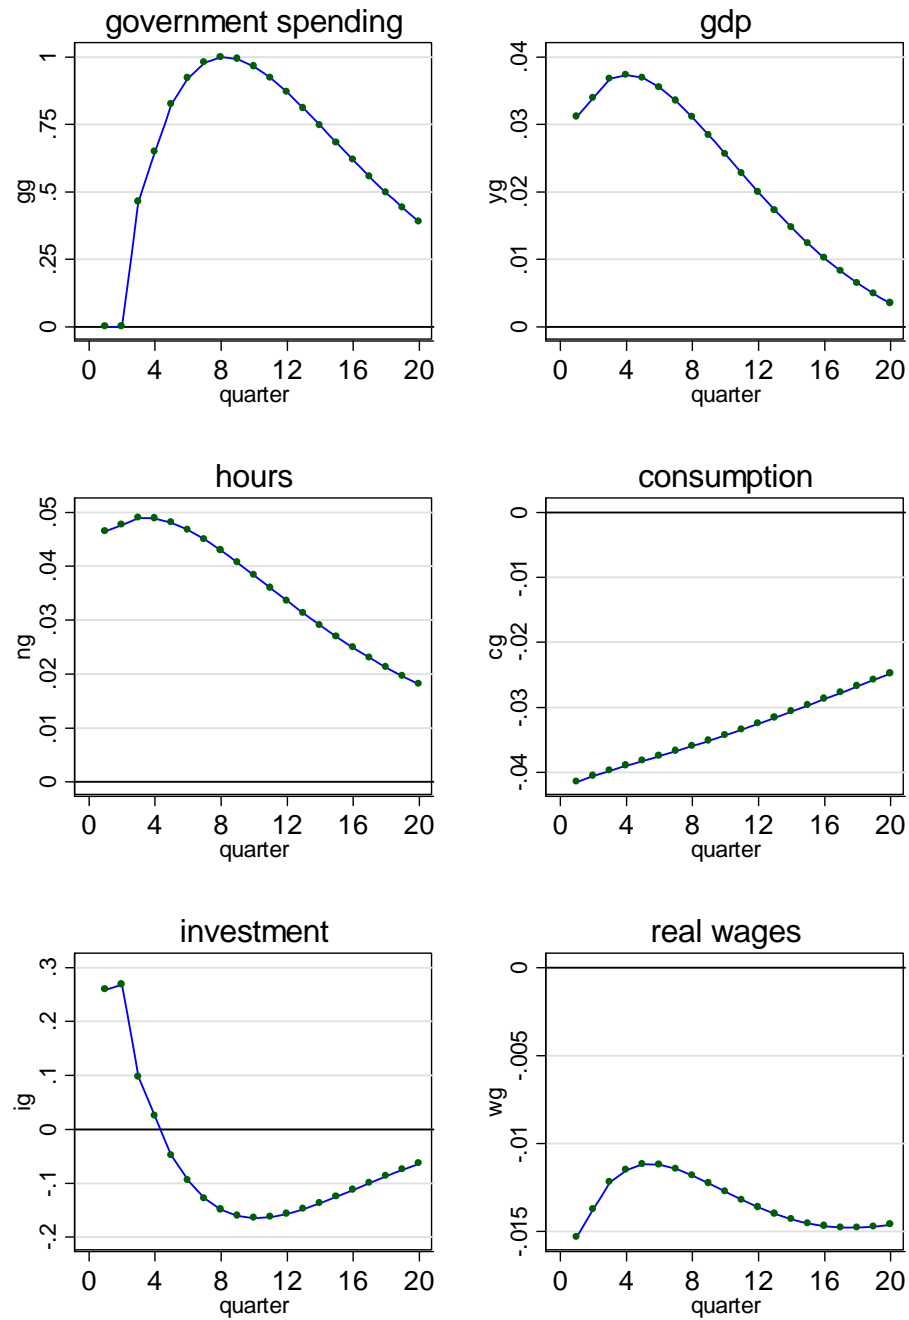 government spending
gg
0 .25 .5 .75 1
0 4 8 12 16 20
quarter
gdp
yg
0 .01 .02 .03 .04
0 4 8 12 16 20
quarter
hours
ng
0 .01 .02 .03 .04 .05
0 4 8 12 16 20
quarter
consumption
cg
-.04 -.03 -.02 -.01 0
0 4 8 12 16 20
quarter
investment
ig
-.2 -.1 0 .1 .2 .3
0 4 8 12 16 20
quarter
real wages
wg
-.015 -.01 -.005 0
0 4 8 12 16 20
quarter